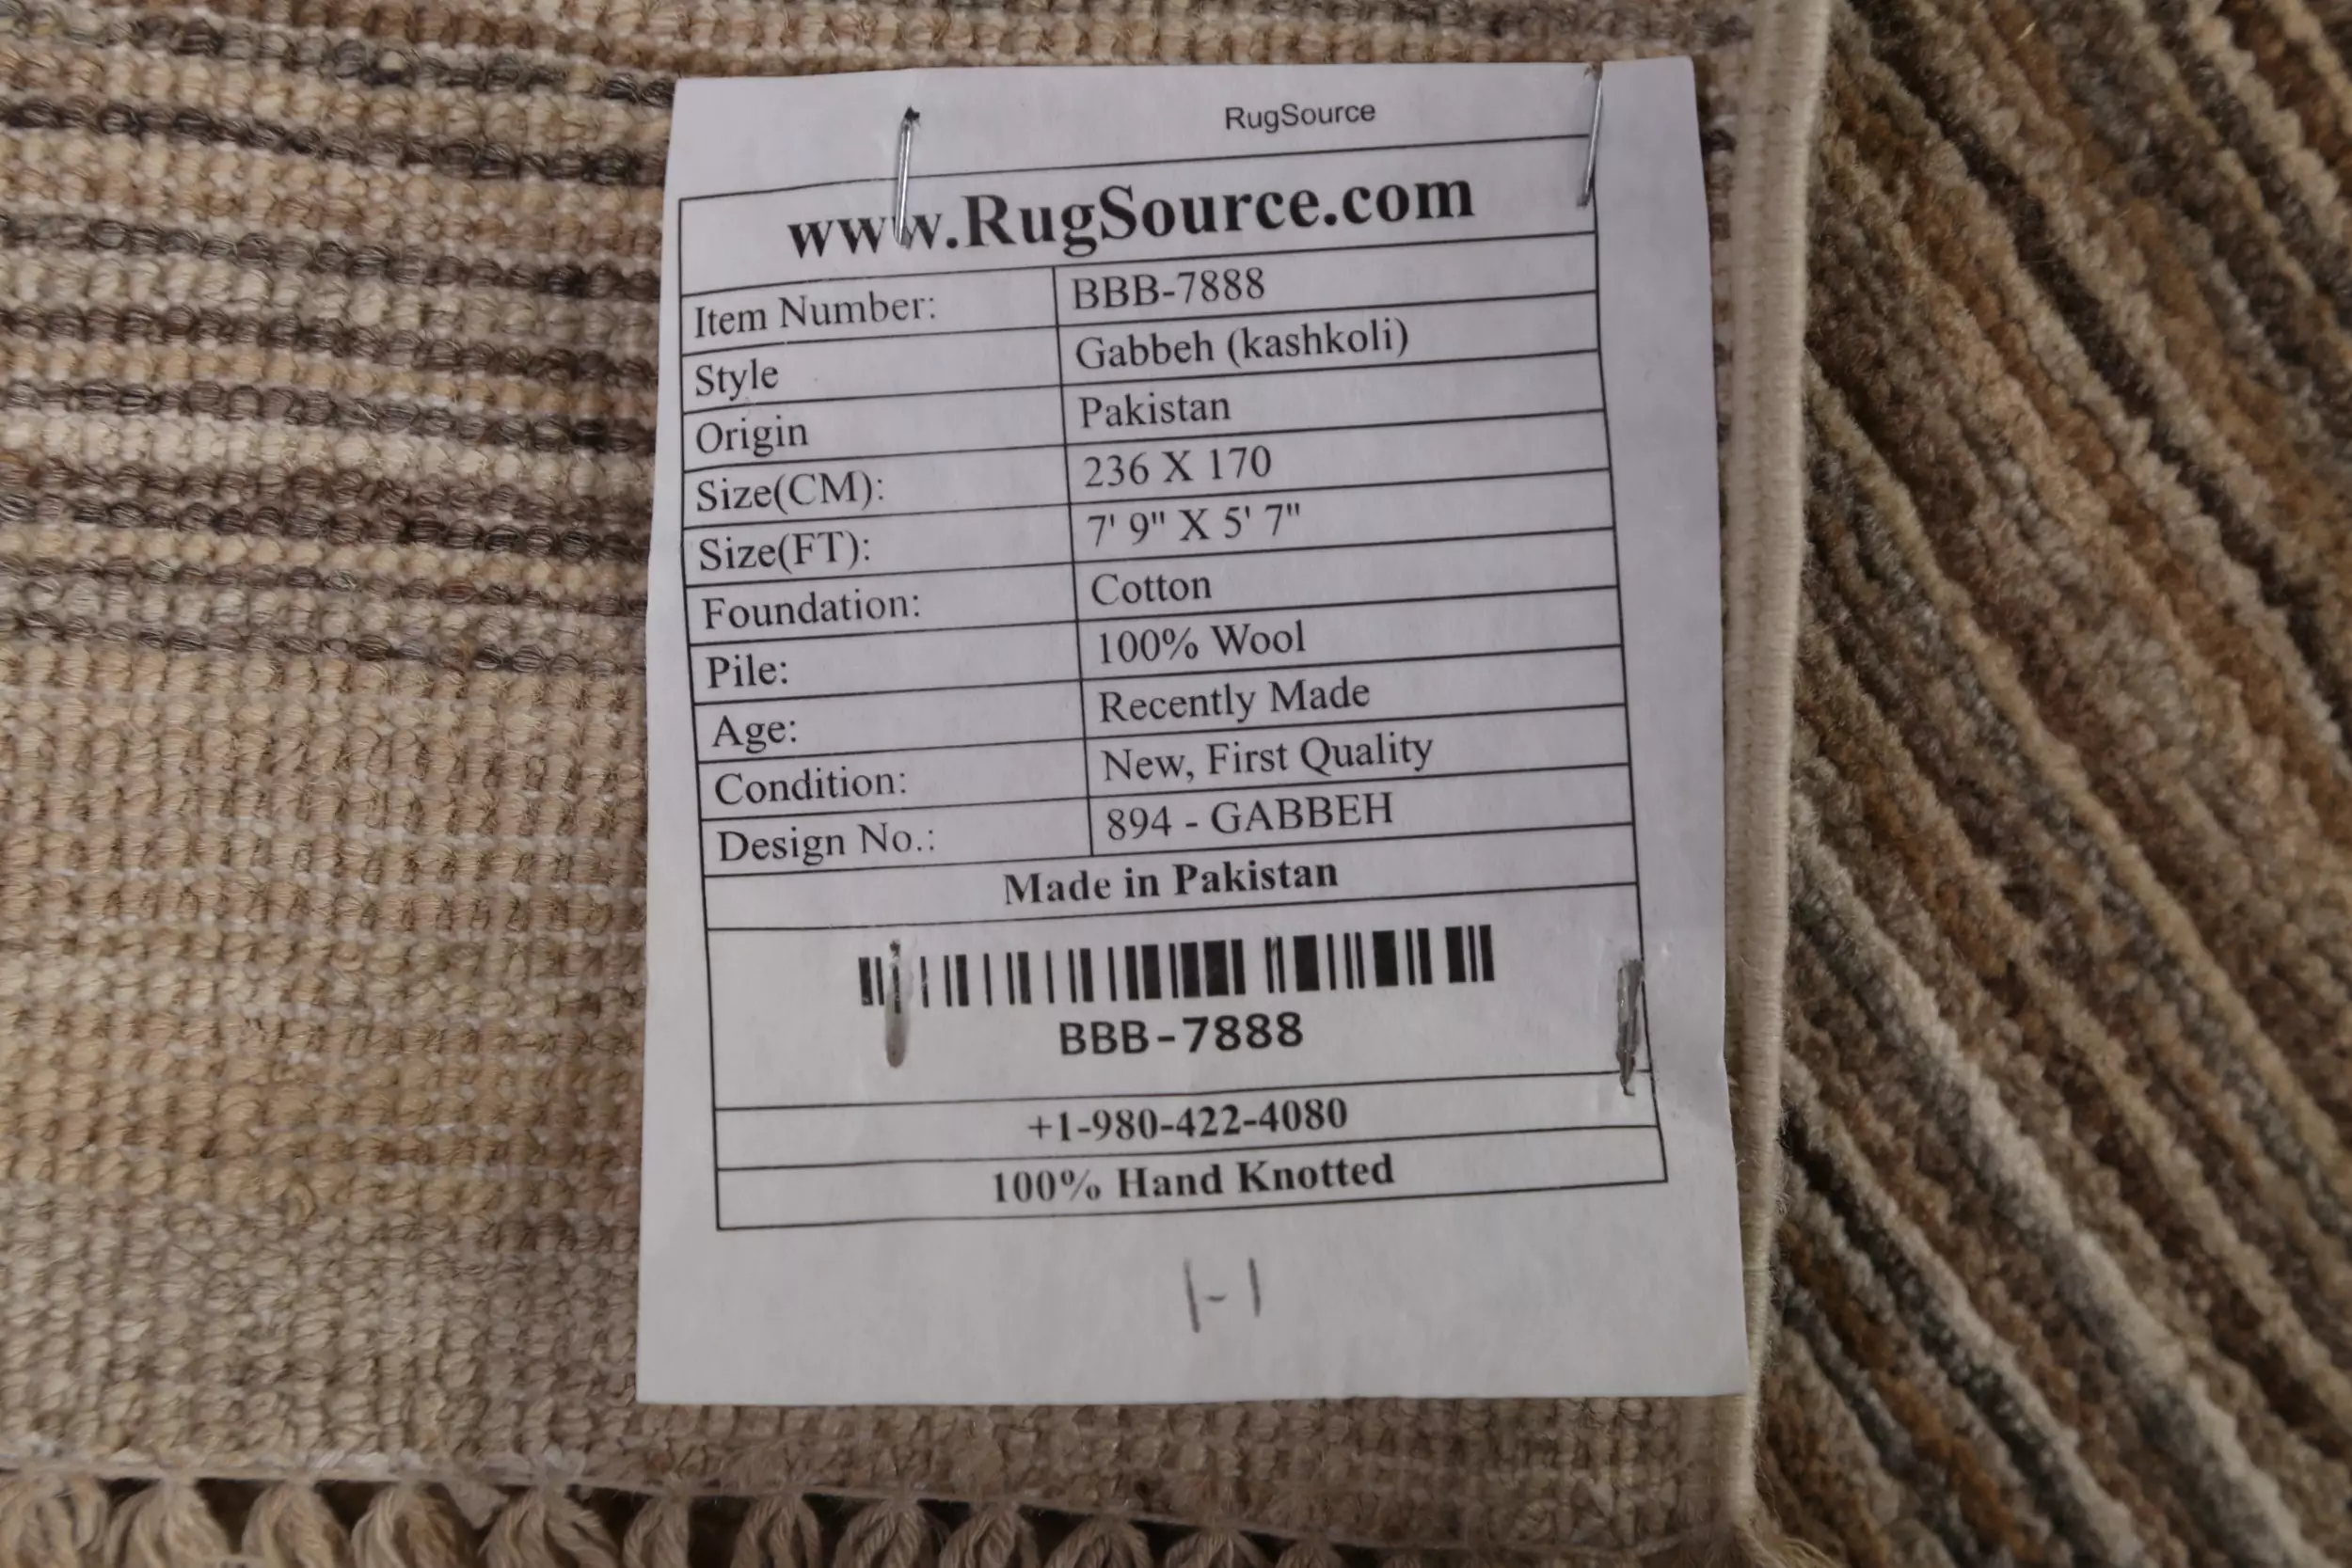 RugSource
www.RugSource.com
Item Number: BBB-7888
Style Gabbeh (kashkoli)
Origin Pakistan
Size(CM): 236 X 170
Size(FT): 7' 9" X 5' 7"
Foundation: Cotton
Pile: 100% Wool
Age: Recently Made
Condition: New, First Quality
Design No.: 894 - GABBEH
Made in Pakistan
BBB-7888
+1-980-422-4080
100% Hand Knotted
1-1